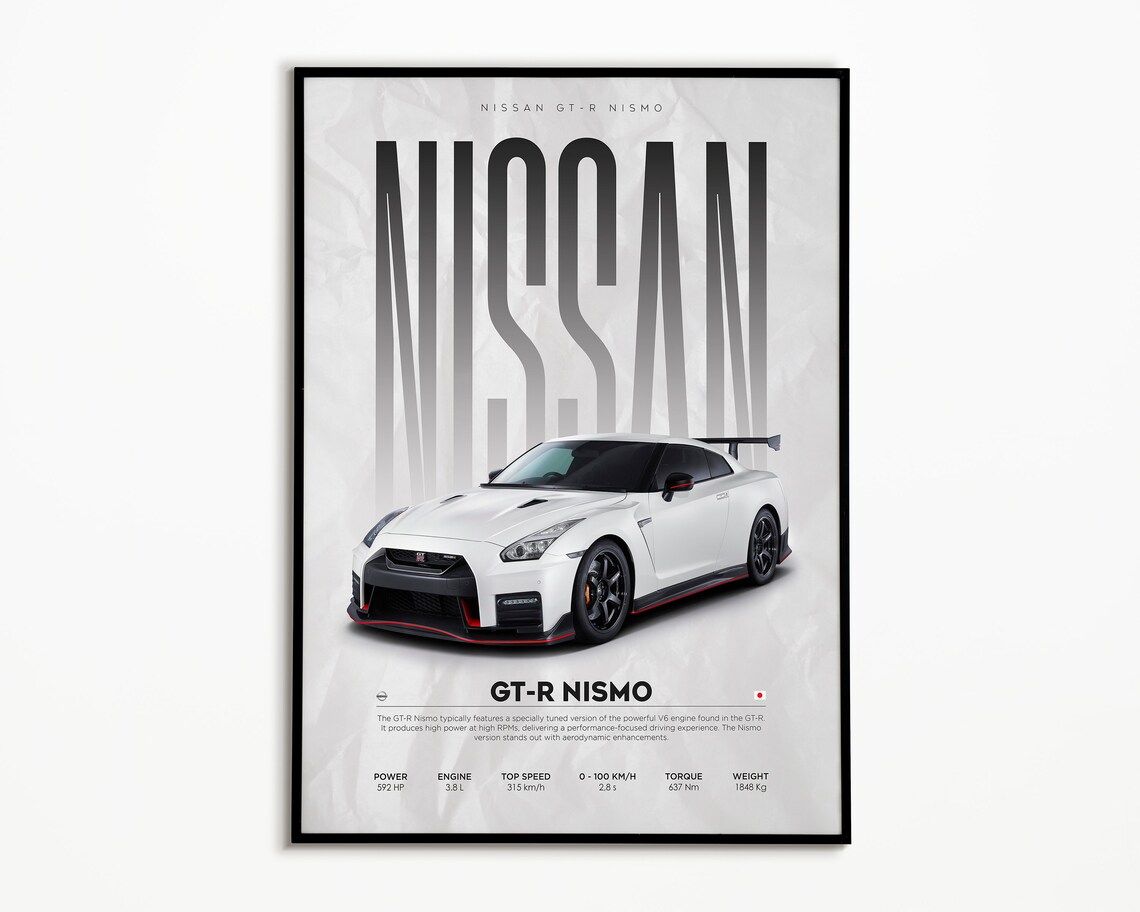 NISSAN GT-R NISMO
NISSAN
GT-R NISMO
The GT-R Nismo typically features a specially tuned version of the powerful V6 engine found in the GT-R.
It produces high power at high RPMs, delivering a performance-focused driving experience. The Nismo
version stands out with aerodynamic enhancements.
POWER ENGINE TOP SPEED 0 - 100 KM/H TORQUE WEIGHT
592 HP 3.8 L 315 km/h 2,8 s 637 Nm 1848 Kg